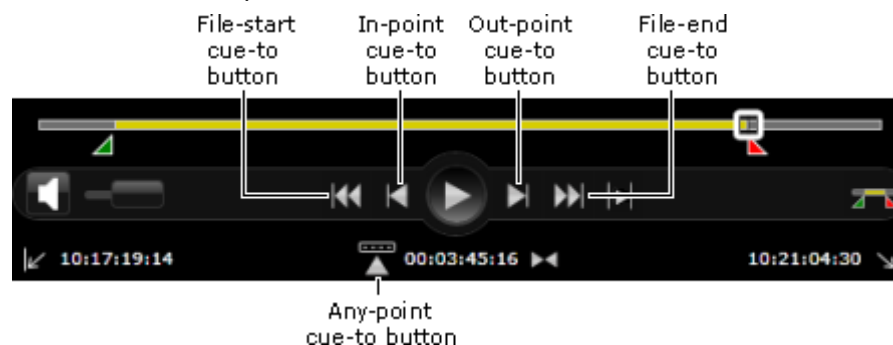 File-start
cue-to
button
In-point
cue-to
button
Out-point
cue-to
button
File-end
cue-to
button
10:17:19:14
00:03:45:16
10:21:04:30
Any-point
cue-to button